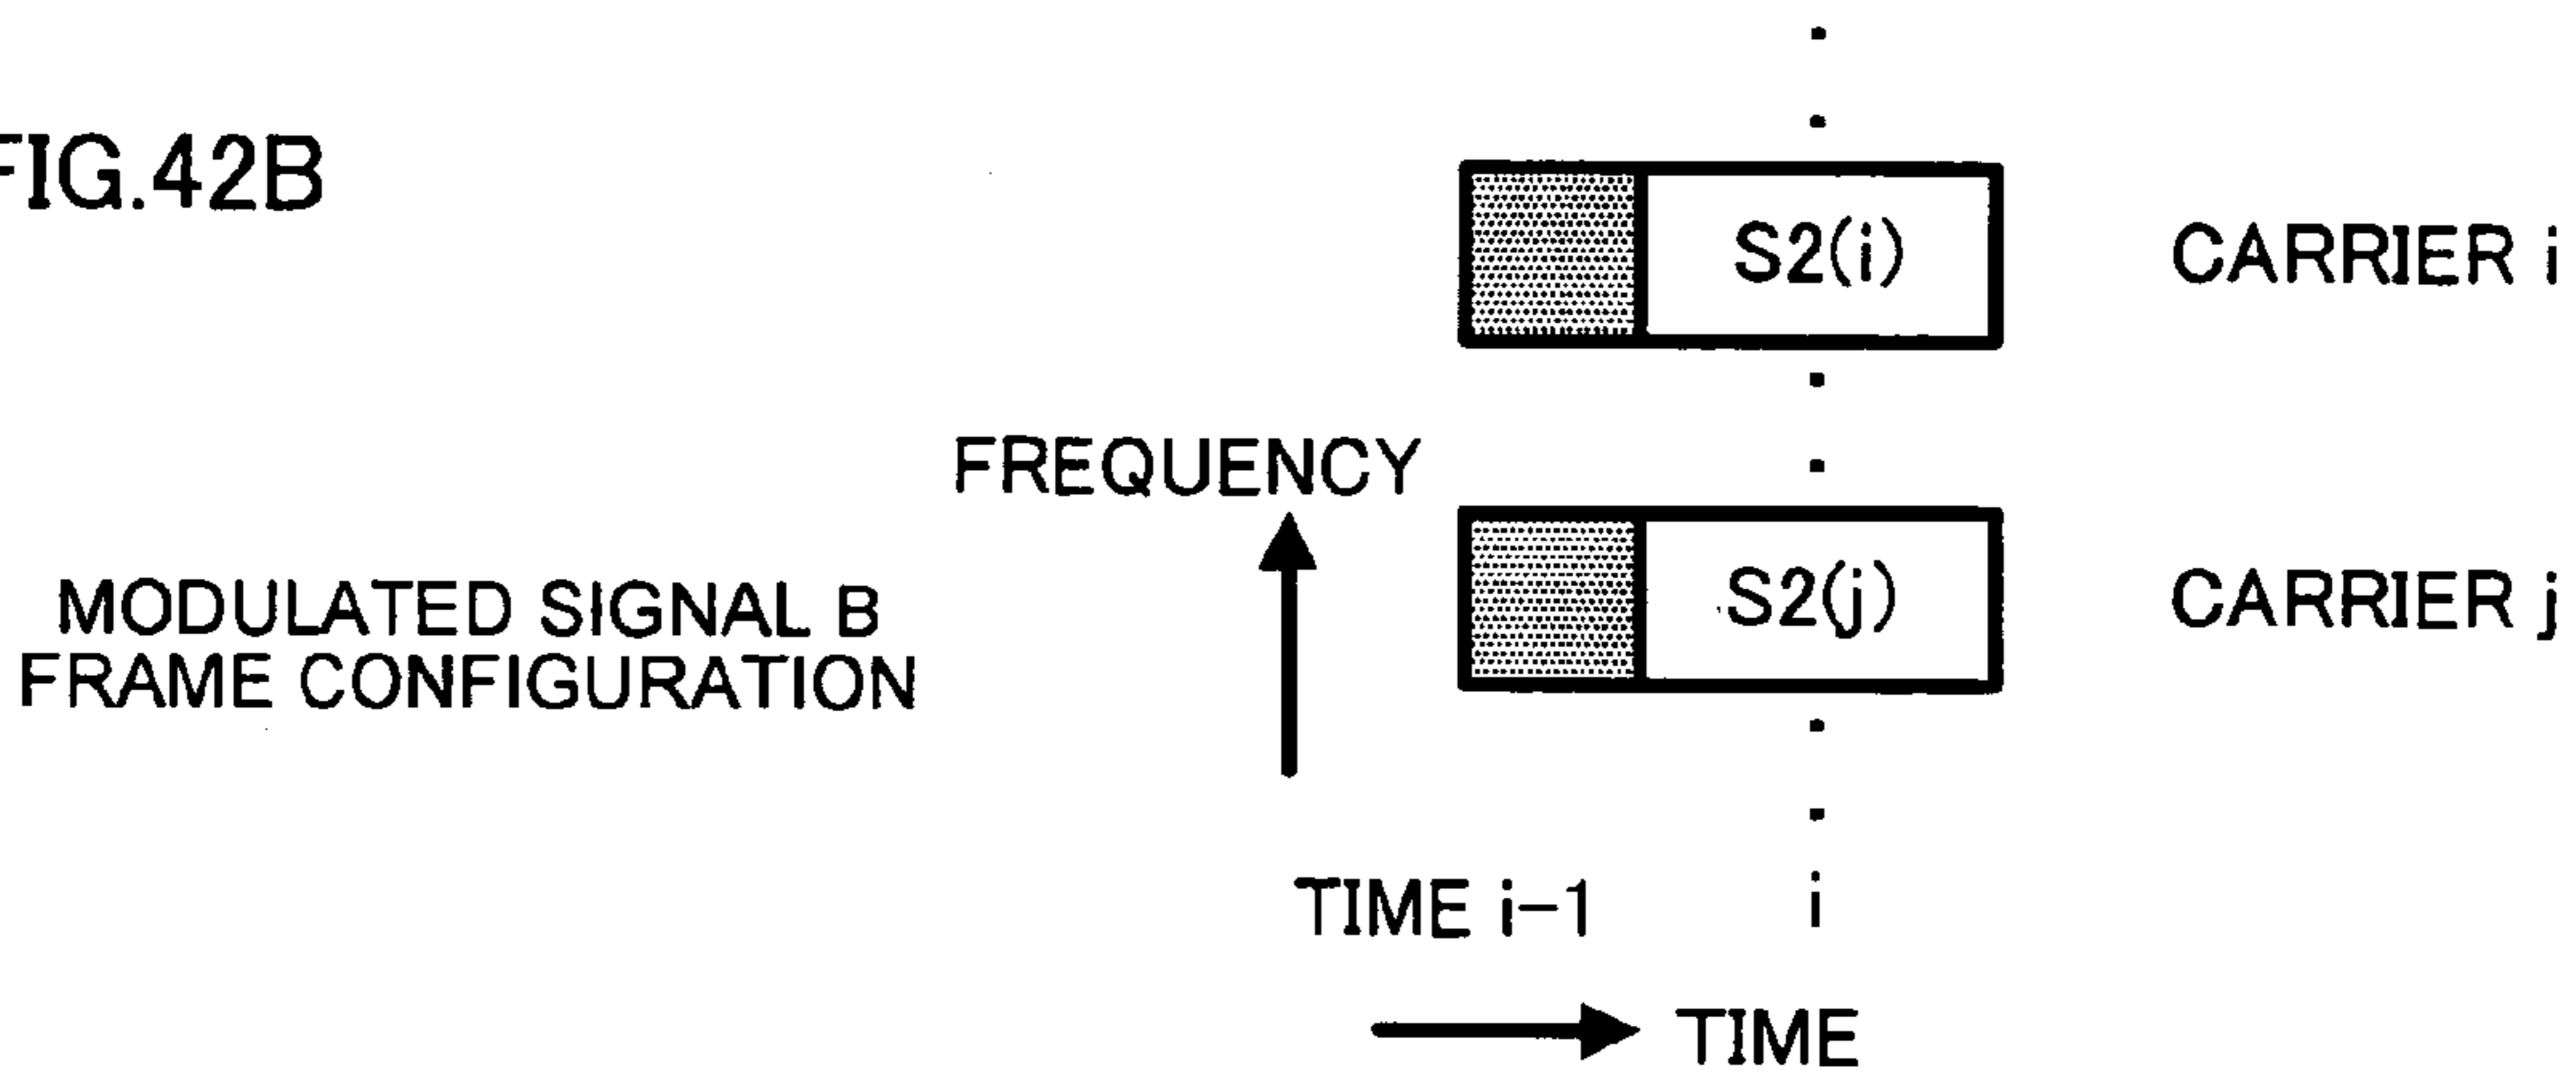 FIG.42B
S2(i) CARRIER i
FREQUENCY
S2(j) CARRIER j
MODULATED SIGNAL B
FRAME CONFIGURATION
TIME i-1 i
TIME